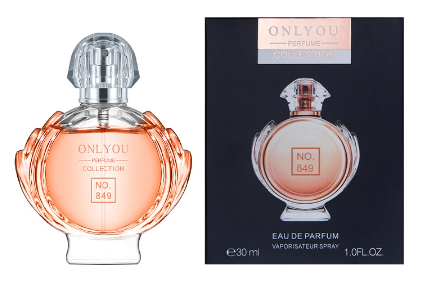 ONLYOU
PERFUME
COLLECTION
NO.
849
ONLYOU
PERFUME
COLLECTION
NO.
849
EAU DE PARFUM
VAPORISATEUR SPRAY
℮30 ml 1.0FL.OZ.